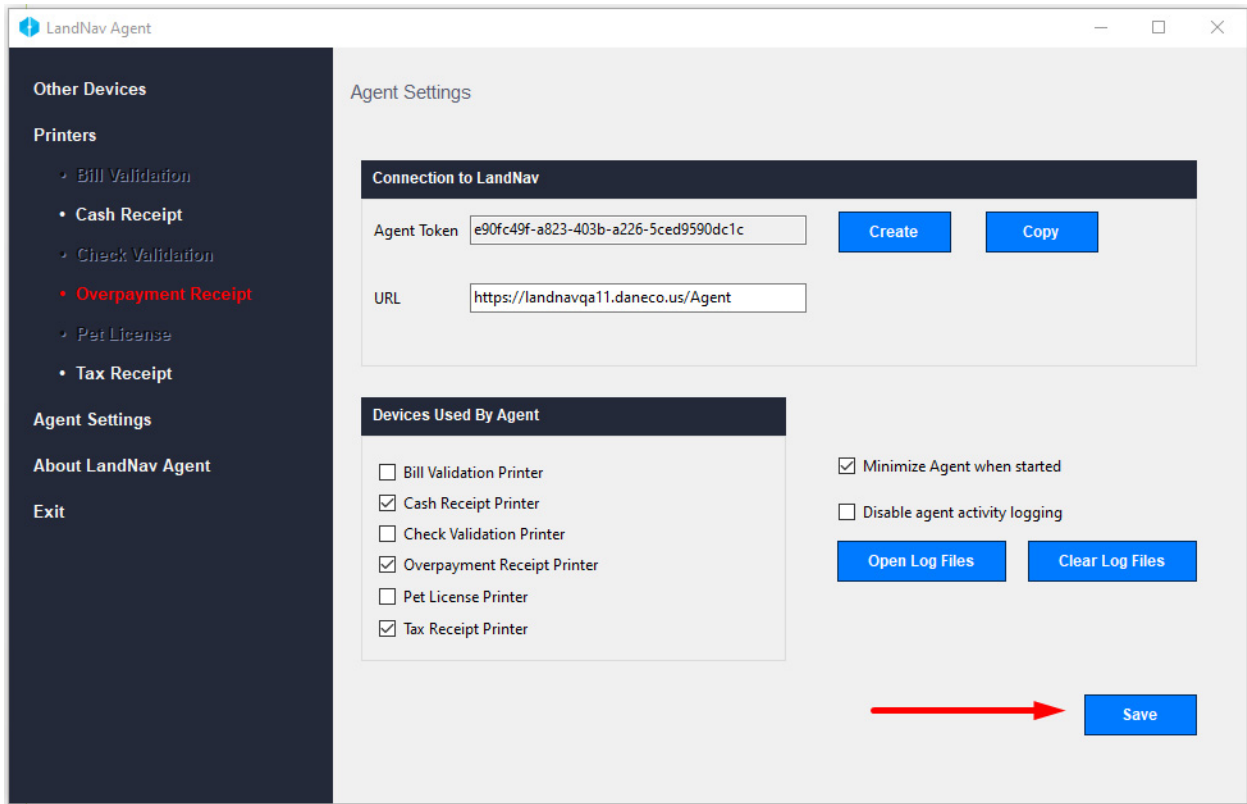 LandNav Agent
Other Devices
Printers
• Bill Validation
• Cash Receipt
• Check Validation
• Overpayment Receipt
• Pet License
• Tax Receipt
Agent Settings
About LandNav Agent
Exit
Agent Settings
Connection to LandNav
Agent Token e90fc49f-a823-403b-a226-5ced9590dc1c Create Copy
URL https://landnavqa11.daneco.us/Agent
Devices Used By Agent
Bill Validation Printer
Cash Receipt Printer
Check Validation Printer
Overpayment Receipt Printer
Pet License Printer
Tax Receipt Printer
Minimize Agent when started
Disable agent activity logging
Open Log Files Clear Log Files
Save